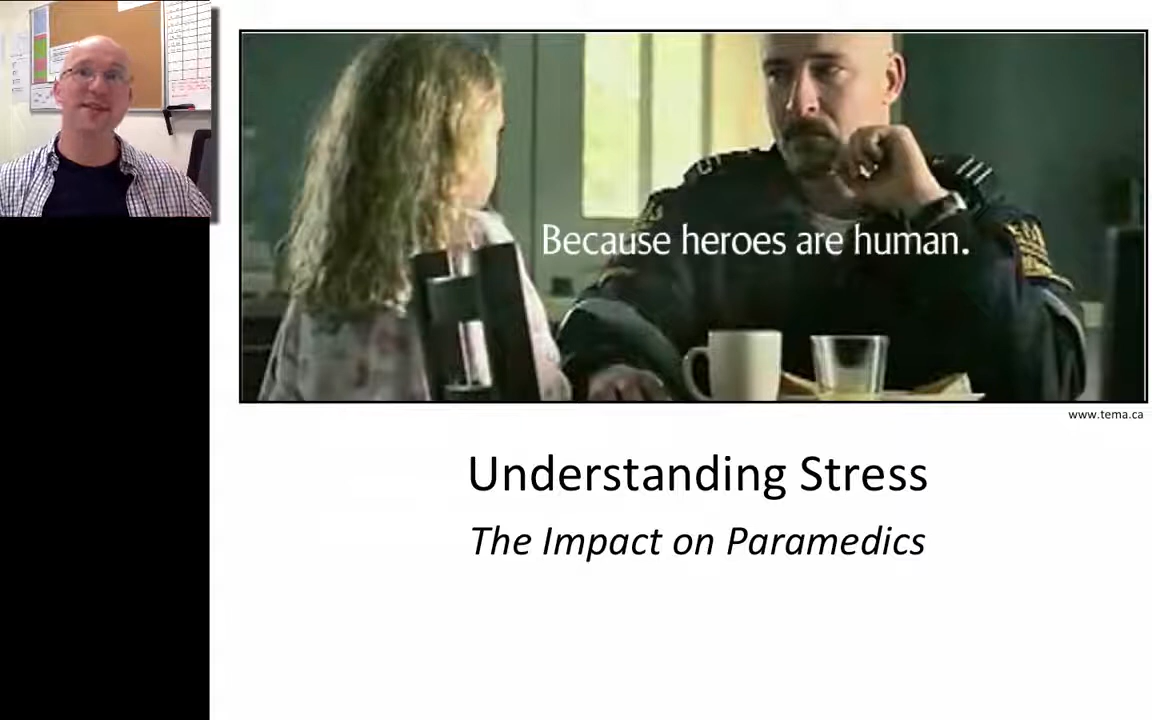 Because heroes are human.
www.tema.ca
Understanding Stress
The Impact on Paramedics